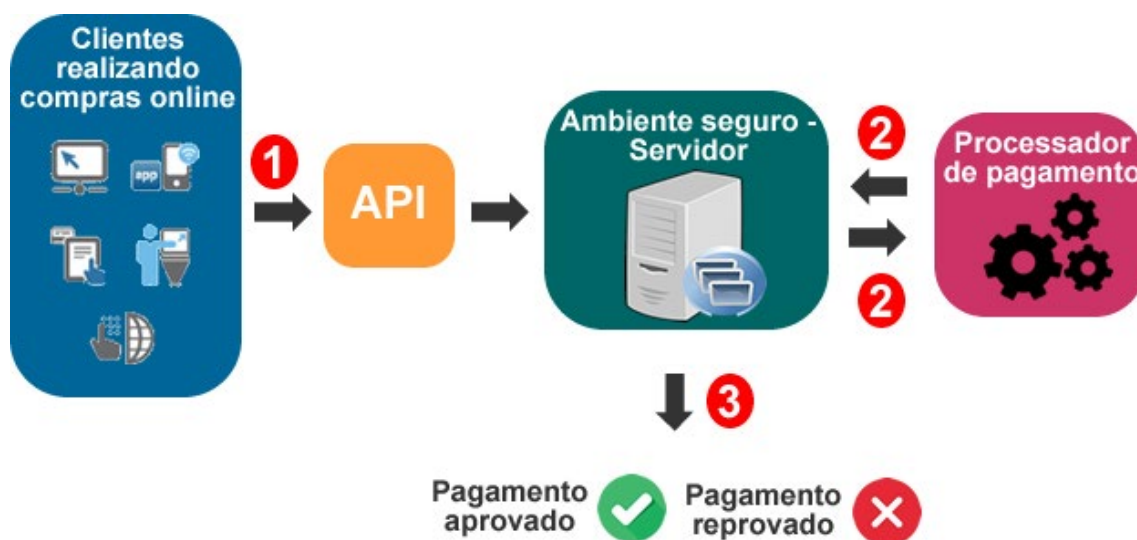 Clientes
realizando
compras online
app
1
API
Ambiente seguro -
Servidor
2
2
Processador
de pagamento
3
Pagamento
aprovado
Pagamento
reprovado